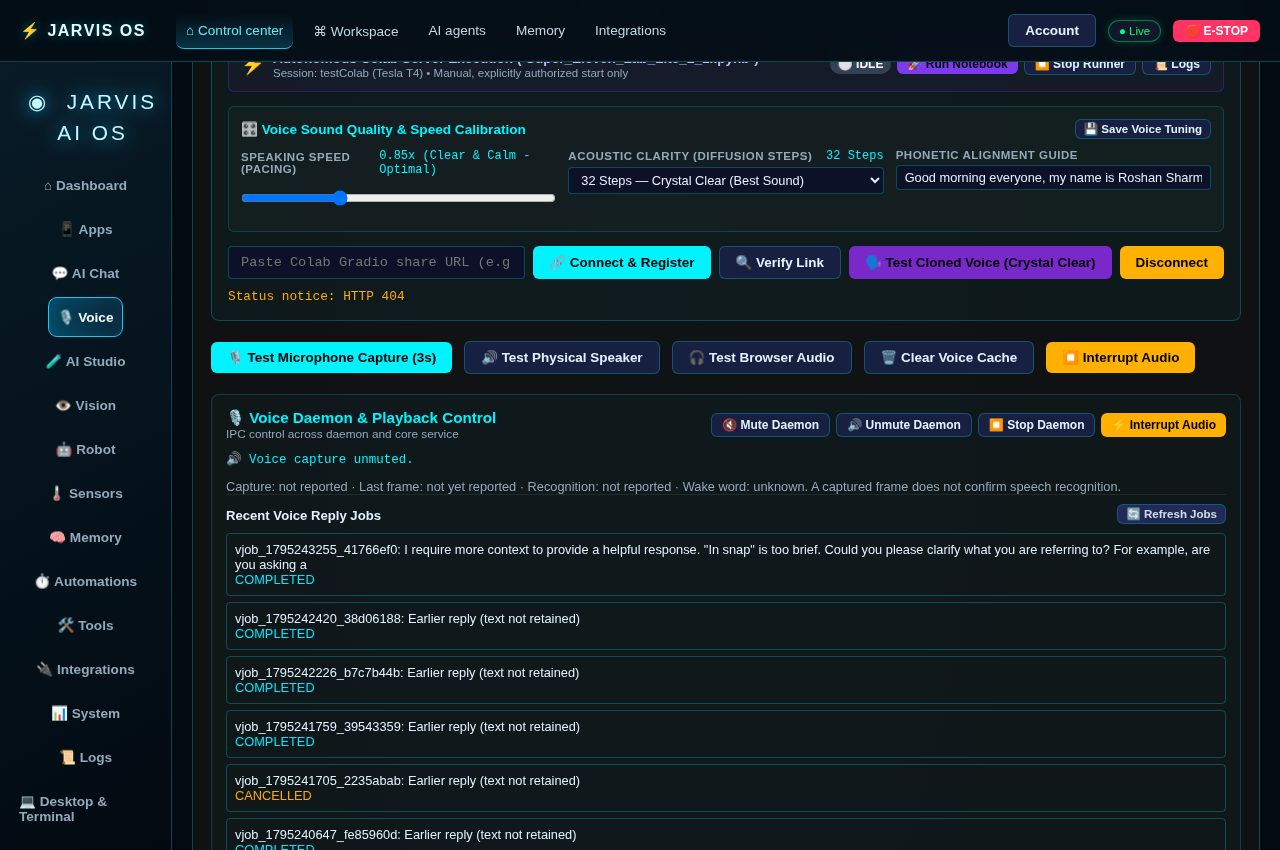 ⚡ JARVIS OS
⌂ Control center
⌘ Workspace
AI agents
Memory
Integrations
Account
● Live
🛑 E-STOP
◉ JARVIS
AI OS
⌂ Dashboard
📱 Apps
💬 AI Chat
🎙️ Voice
🧪 AI Studio
👁️ Vision
🤖 Robot
🌡️ Sensors
🧠 Memory
⏱️ Automations
🛠️ Tools
🔌 Integrations
📊 System
📜 Logs
💻 Desktop &
Terminal
Session: testColab (Tesla T4) • Manual, explicitly authorized start only
⚪ IDLE
🚀 Run Notebook
⏹️ Stop Runner
📜 Logs
🎛️ Voice Sound Quality & Speed Calibration
💾 Save Voice Tuning
SPEAKING SPEED
(PACING)
0.85x (Clear & Calm -
Optimal)
ACOUSTIC CLARITY (DIFFUSION STEPS)
32 Steps
32 Steps — Crystal Clear (Best Sound)
PHONETIC ALIGNMENT GUIDE
Good morning everyone, my name is Roshan Sharm
Paste Colab Gradio share URL (e.g
🔗 Connect & Register
🔍 Verify Link
🗣️ Test Cloned Voice (Crystal Clear)
Disconnect
Status notice: HTTP 404
🎙️ Test Microphone Capture (3s)
🔊 Test Physical Speaker
🎧 Test Browser Audio
🗑️ Clear Voice Cache
⏹️ Interrupt Audio
🎙️ Voice Daemon & Playback Control
IPC control across daemon and core service
🔇 Mute Daemon
🔊 Unmute Daemon
⏹️ Stop Daemon
⚡ Interrupt Audio
🔊 Voice capture unmuted.
Capture: not reported · Last frame: not yet reported · Recognition: not reported · Wake word: unknown. A captured frame does not confirm speech recognition.
Recent Voice Reply Jobs
🔄 Refresh Jobs
vjob_1795243255_41766ef0: I require more context to provide a helpful response. "In snap" is too brief. Could you please clarify what you are referring to? For example, are
you asking a
COMPLETED
vjob_1795242420_38d06188: Earlier reply (text not retained)
COMPLETED
vjob_1795242226_b7c7b44b: Earlier reply (text not retained)
COMPLETED
vjob_1795241759_39543359: Earlier reply (text not retained)
COMPLETED
vjob_1795241705_2235abab: Earlier reply (text not retained)
CANCELLED
vjob_1795240647_fe85960d: Earlier reply (text not retained)
COMPLETED